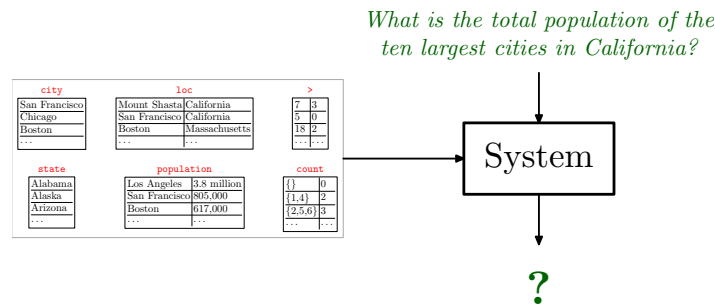 What is the total population of the
ten largest cities in California?
city
San Francisco
Chicago
Boston
...
loc
Mount Shasta California
San Francisco California
Boston Massachusetts
... ...
>
7 3
5 0
18 2
... ...
state
Alabama
Alaska
Arizona
...
population
Los Angeles 3.8 million
San Francisco 805,000
Boston 617,000
... ...
count
{} 0
{1,4} 2
{2,5,6} 3
... ...
System
?